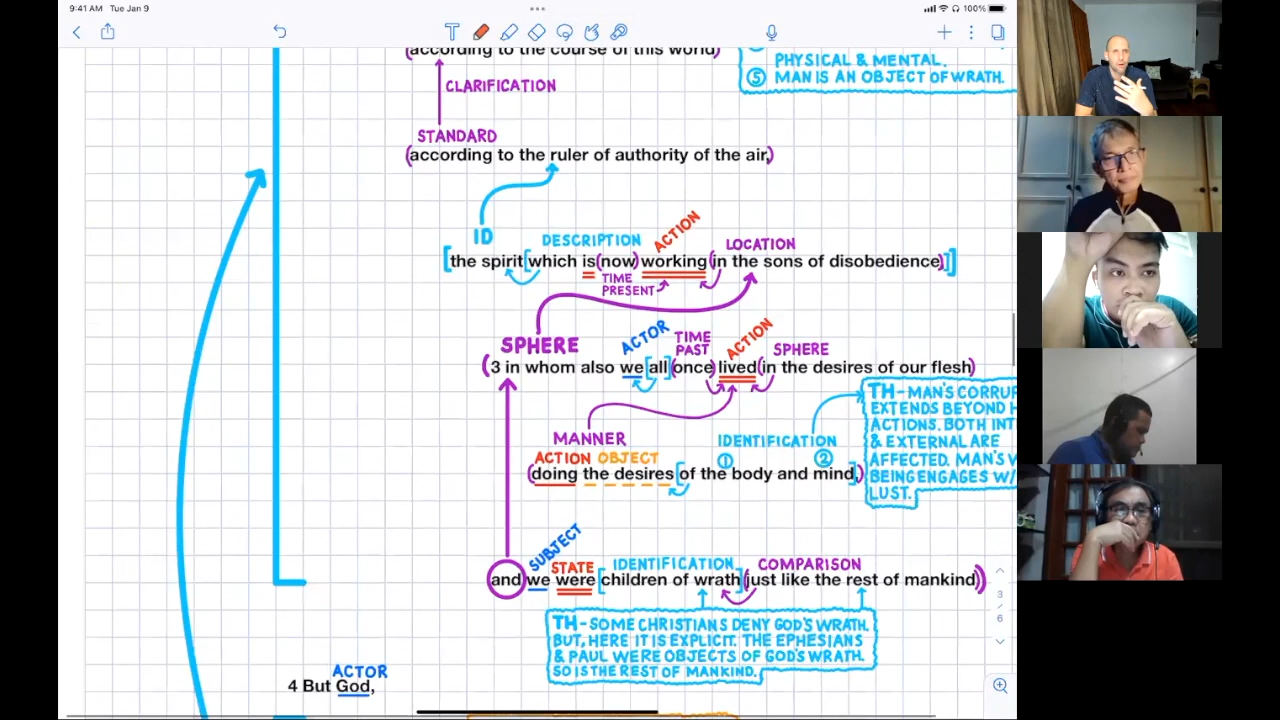 9:41 AM Tue Jan 9
100%
T
(according to the course of this world)
PHYSICAL & MENTAL.
⑤ MAN IS AN OBJECT OF WRATH.
CLARIFICATION
STANDARD
(according to the ruler of authority of the air,)
ID DESCRIPTION ACTION LOCATION
[the spirit [which is (now) working (in the sons of disobedience)]]
TIME
PRESENT
SPHERE ACTOR TIME PAST ACTION SPHERE
(3 in whom also we [all] (once) lived (in the desires of our flesh)
TH - MAN'S CORRUP
EXTENDS BEYOND H
ACTIONS. BOTH INT
& EXTERNAL ARE
AFFECTED. MAN'S W
BEING ENGAGES W/
LUST.
MANNER IDENTIFICATION
ACTION OBJECT ① ②
(doing the desires [of the body and mind,])
SUBJECT STATE IDENTIFICATION COMPARISON
and we were [children of wrath] (just like the rest of mankind))
3
/
6
TH - SOME CHRISTIANS DENY GOD'S WRATH.
BUT, HERE IT IS EXPLICIT. THE EPHESIANS
& PAUL WERE OBJECTS OF GOD'S WRATH.
SO IS THE REST OF MANKIND.
ACTOR
4 But God,